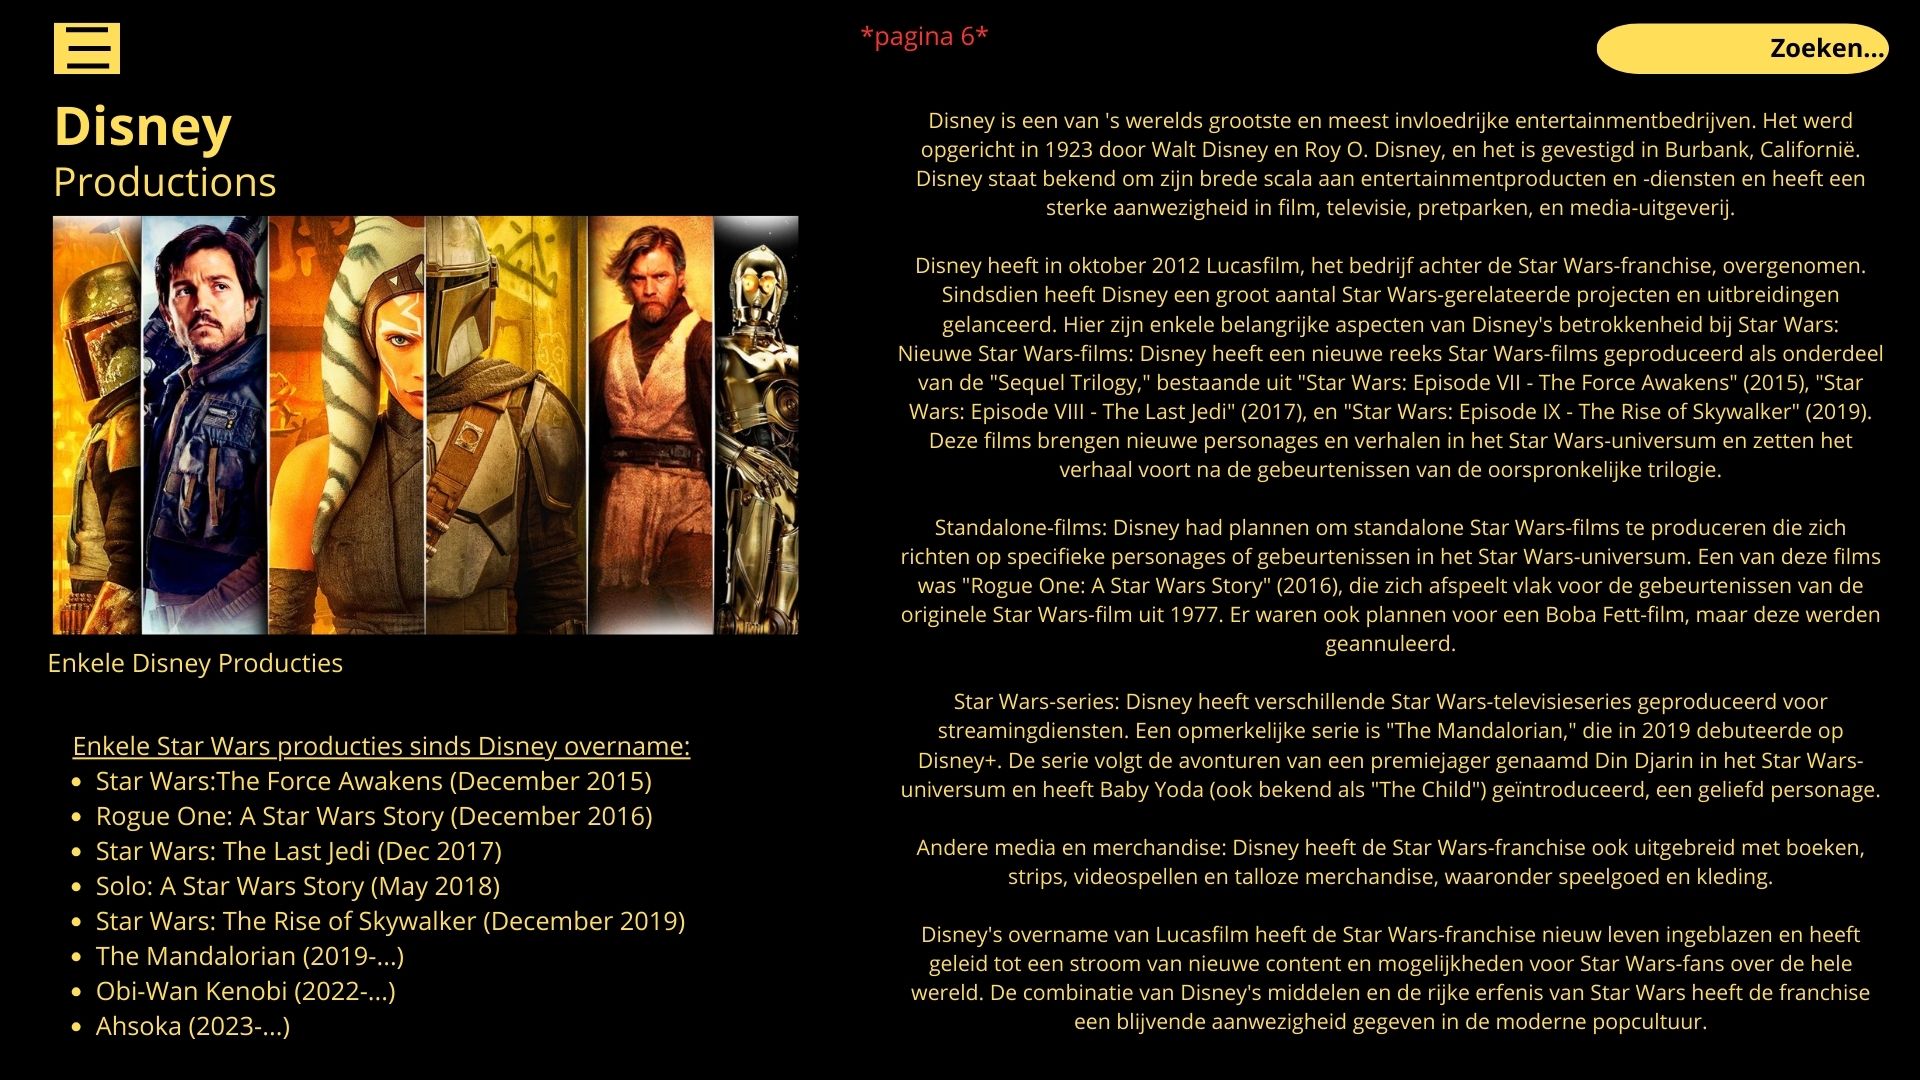 *pagina 6*
Zoeken...
Disney
Productions
Enkele Disney Producties
Enkele Star Wars producties sinds Disney overname:
• Star Wars:The Force Awakens (December 2015)
• Rogue One: A Star Wars Story (December 2016)
• Star Wars: The Last Jedi (Dec 2017)
• Solo: A Star Wars Story (May 2018)
• Star Wars: The Rise of Skywalker (December 2019)
• The Mandalorian (2019-...)
• Obi-Wan Kenobi (2022-...)
• Ahsoka (2023-...)
Disney is een van 's werelds grootste en meest invloedrijke entertainmentbedrijven. Het werd
opgericht in 1923 door Walt Disney en Roy O. Disney, en het is gevestigd in Burbank, Californië.
Disney staat bekend om zijn brede scala aan entertainmentproducten en -diensten en heeft een
sterke aanwezigheid in film, televisie, pretparken, en media-uitgeverij.
Disney heeft in oktober 2012 Lucasfilm, het bedrijf achter de Star Wars-franchise, overgenomen.
Sindsdien heeft Disney een groot aantal Star Wars-gerelateerde projecten en uitbreidingen
gelanceerd. Hier zijn enkele belangrijke aspecten van Disney's betrokkenheid bij Star Wars:
Nieuwe Star Wars-films: Disney heeft een nieuwe reeks Star Wars-films geproduceerd als onderdeel
van de "Sequel Trilogy," bestaande uit "Star Wars: Episode VII - The Force Awakens" (2015), "Star
Wars: Episode VIII - The Last Jedi" (2017), en "Star Wars: Episode IX - The Rise of Skywalker" (2019).
Deze films brengen nieuwe personages en verhalen in het Star Wars-universum en zetten het
verhaal voort na de gebeurtenissen van de oorspronkelijke trilogie.
Standalone-films: Disney had plannen om standalone Star Wars-films te produceren die zich
richten op specifieke personages of gebeurtenissen in het Star Wars-universum. Een van deze films
was "Rogue One: A Star Wars Story" (2016), die zich afspeelt vlak voor de gebeurtenissen van de
originele Star Wars-film uit 1977. Er waren ook plannen voor een Boba Fett-film, maar deze werden
geannuleerd.
Star Wars-series: Disney heeft verschillende Star Wars-televisieseries geproduceerd voor
streamingdiensten. Een opmerkelijke serie is "The Mandalorian," die in 2019 debuteerde op
Disney+. De serie volgt de avonturen van een premiejager genaamd Din Djarin in het Star Wars-
universum en heeft Baby Yoda (ook bekend als "The Child") geïntroduceerd, een geliefd personage.
Andere media en merchandise: Disney heeft de Star Wars-franchise ook uitgebreid met boeken,
strips, videospellen en talloze merchandise, waaronder speelgoed en kleding.
Disney's overname van Lucasfilm heeft de Star Wars-franchise nieuw leven ingeblazen en heeft
geleid tot een stroom van nieuwe content en mogelijkheden voor Star Wars-fans over de hele
wereld. De combinatie van Disney's middelen en de rijke erfenis van Star Wars heeft de franchise
een blijvende aanwezigheid gegeven in de moderne popcultuur.